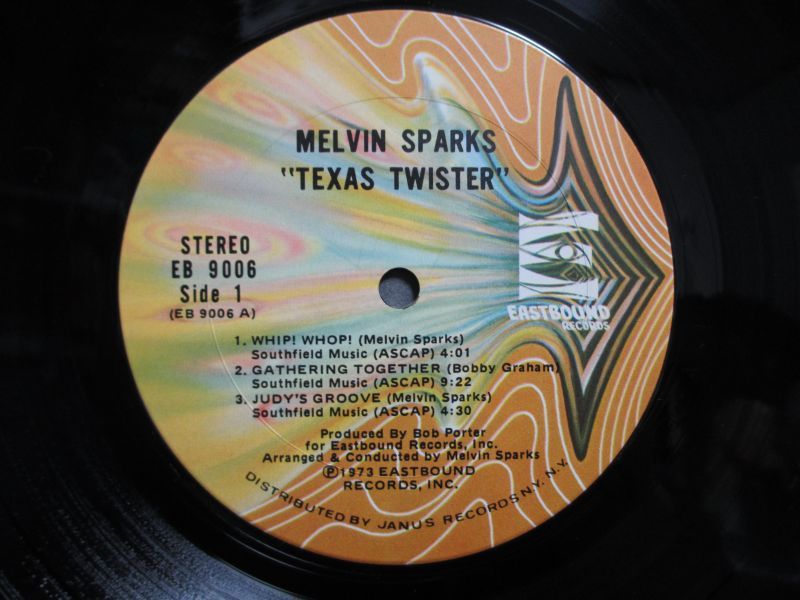 MELVIN SPARKS
"TEXAS TWISTER"
STEREO
EB 9006
Side 1
(EB 9006 A)
EASTBOUND
RECORDS
1. WHIP! WHOP! (Melvin Sparks)
Southfield Music (ASCAP) 4:01
2. GATHERING TOGETHER (Bobby Graham)
Southfield Music (ASCAP) 9:22
3. JUDY'S GROOVE (Melvin Sparks)
Southfield Music (ASCAP) 4:30
Produced By Bob Porter
for Eastbound Records, Inc.
Arranged & Conducted by Melvin Sparks
℗1973 EASTBOUND
RECORDS, INC.
DISTRIBUTED BY JANUS RECORDS N.Y. N.Y.